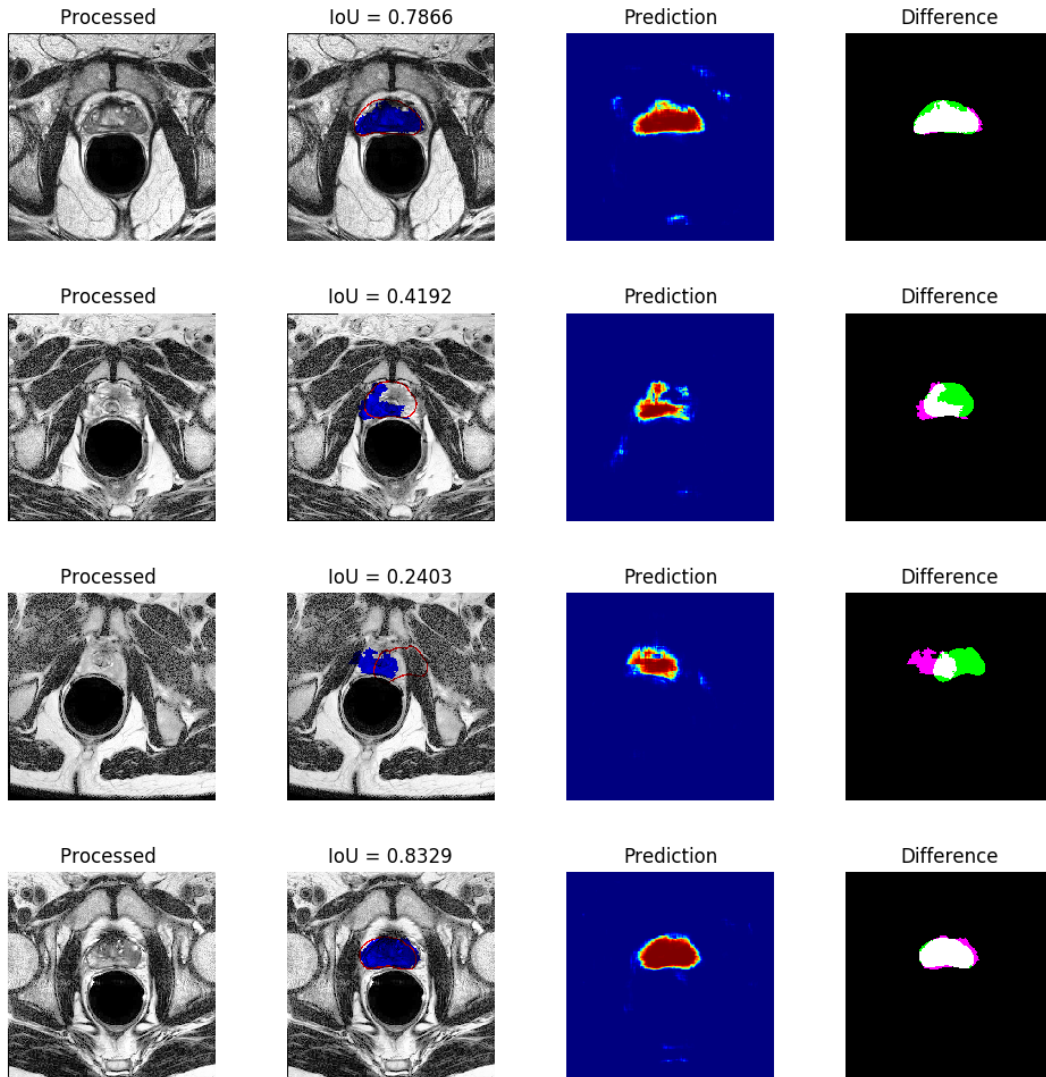 Processed IoU = 0.7866 Prediction Difference
Processed IoU = 0.4192 Prediction Difference
Processed IoU = 0.2403 Prediction Difference
Processed IoU = 0.8329 Prediction Difference